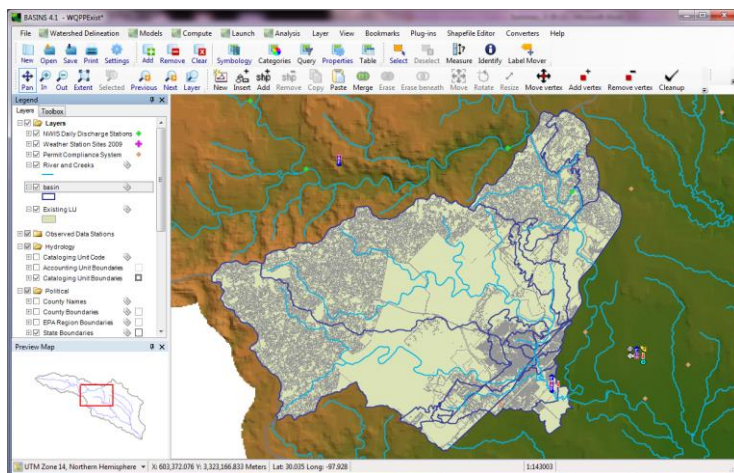 BASINS 4.1 - WQPPExist*
File Watershed Delineation Models Compute Launch Analysis Layer View Bookmarks Plug-ins Shapefile Editor Converters Help
New Open Save Print Settings Add Remove Clear Symbology Categories Query Properties Table Select Deselect Measure Identify Label Mover
Pan In Out Extent Selected Previous Next Layer New Insert Add Remove Copy Paste Merge Erase Erase beneath Move Rotate Resize Move vertex Add vertex Remove vertex Cleanup
Legend
Layers Toolbox
Layers
NWIS Daily Discharge Stations
Weather Station Sites 2009
Permit Compliance System
River and Creeks
basin
Existing LU
Observed Data Stations
Hydrology
Cataloging Unit Code
Accounting Unit Boundaries
Cataloging Unit Boundaries
Political
County Names
County Boundaries
EPA Region Boundaries
State Boundaries
Preview Map
UTM Zone 14, Northern Hemisphere X: 603,372.076 Y: 3,323,166.833 Meters Lat: 30.035 Long: -97.928 1:143003